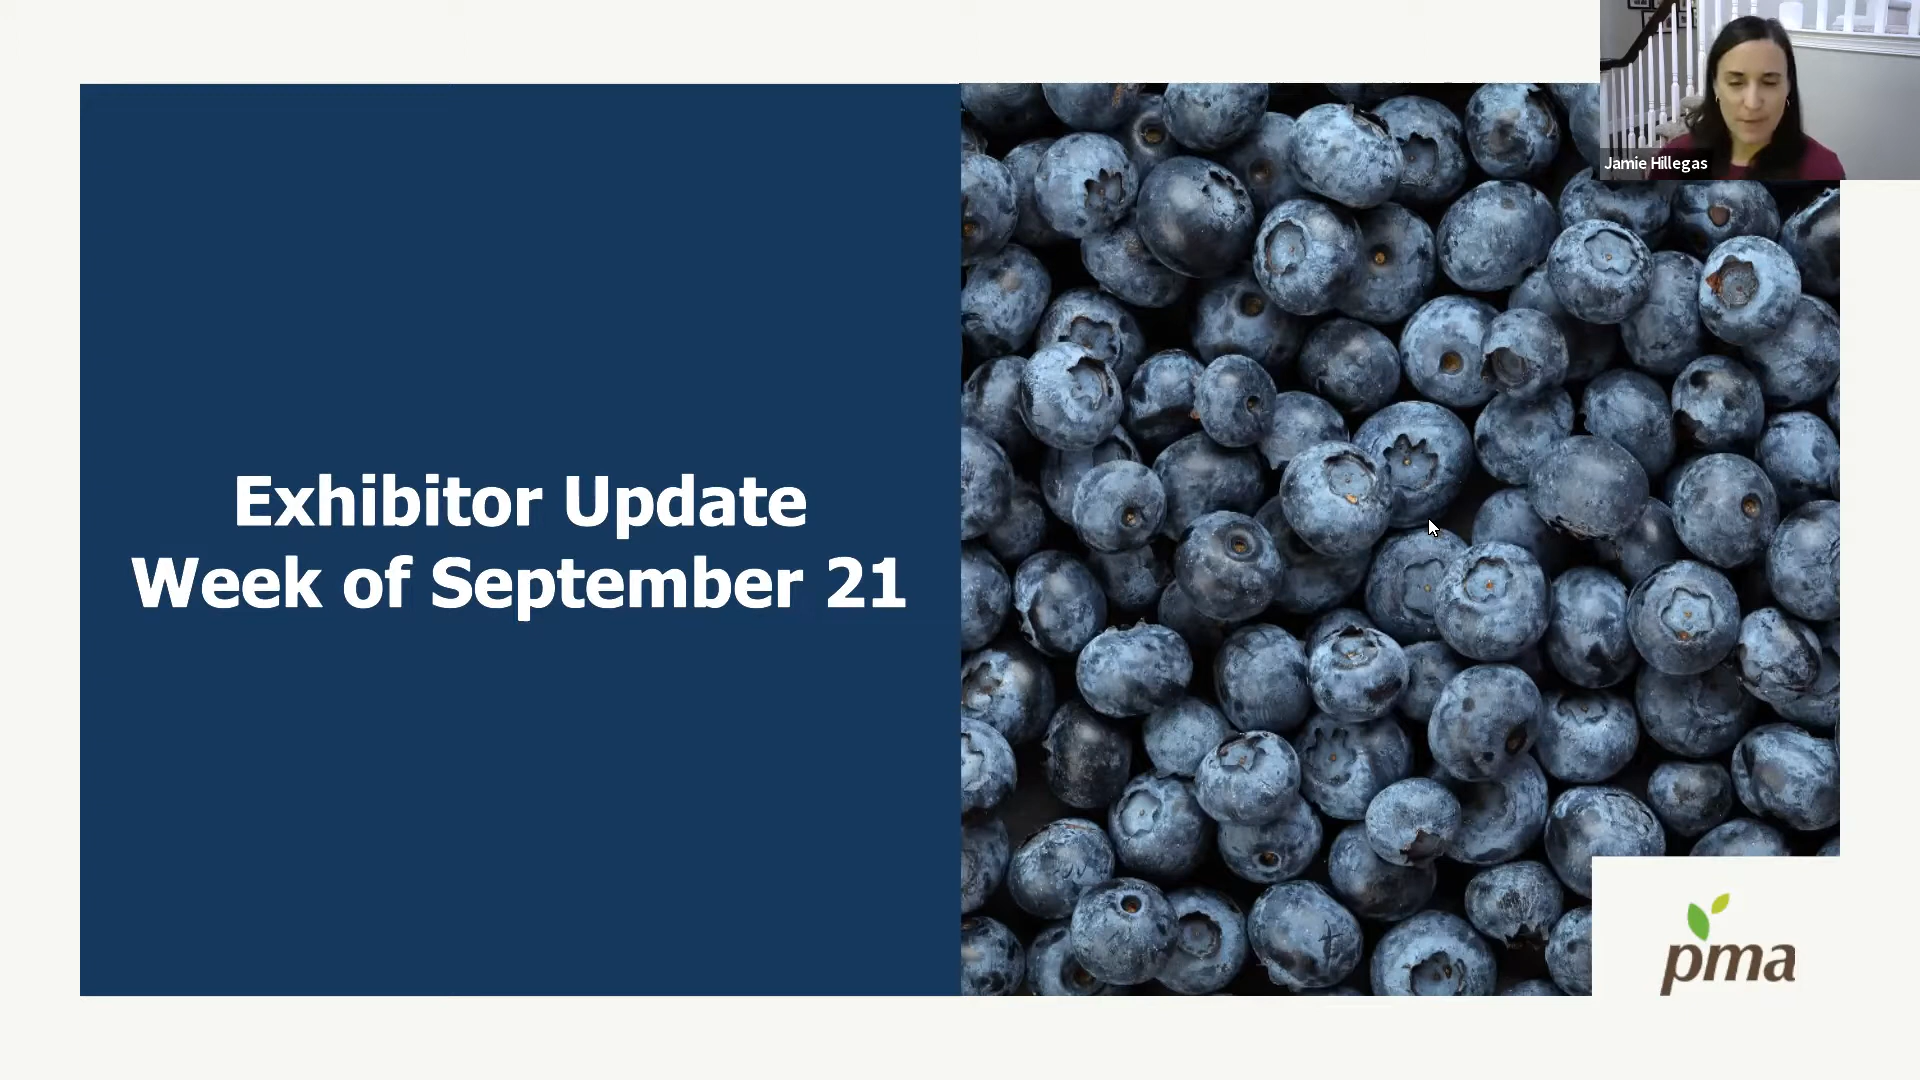 Jamie Hillegas
Exhibitor Update
Week of September 21
pma